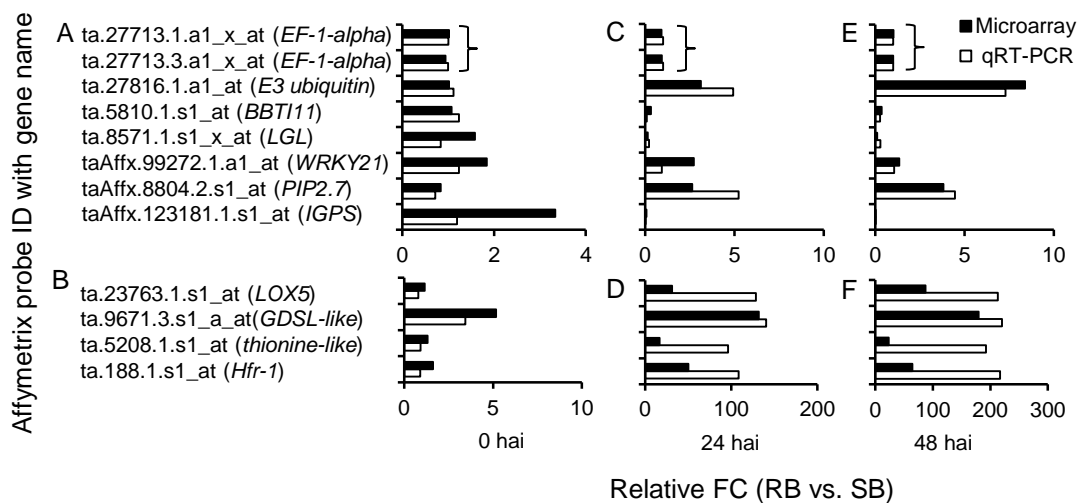 Affymetrix probe ID with gene name
A
ta.27713.1.a1_x_at (EF-1-alpha)
ta.27713.3.a1_x_at (EF-1-alpha)
ta.27816.1.a1_at (E3 ubiquitin)
ta.5810.1.s1_at (BBTI11)
ta.8571.1.s1_x_at (LGL)
taAffx.99272.1.a1_at (WRKY21)
taAffx.8804.2.s1_at (PIP2.7)
taAffx.123181.1.s1_at (IGPS)
0 2 4
C
0 5 10
E
Microarray
qRT-PCR
0 5 10
B
ta.23763.1.s1_at (LOX5)
ta.9671.3.s1_a_at(GDSL-like)
ta.5208.1.s1_at (thionine-like)
ta.188.1.s1_at (Hfr-1)
0 5 10
0 hai
D
0 100 200
24 hai
F
0 100 200 300
48 hai
Relative FC (RB vs. SB)